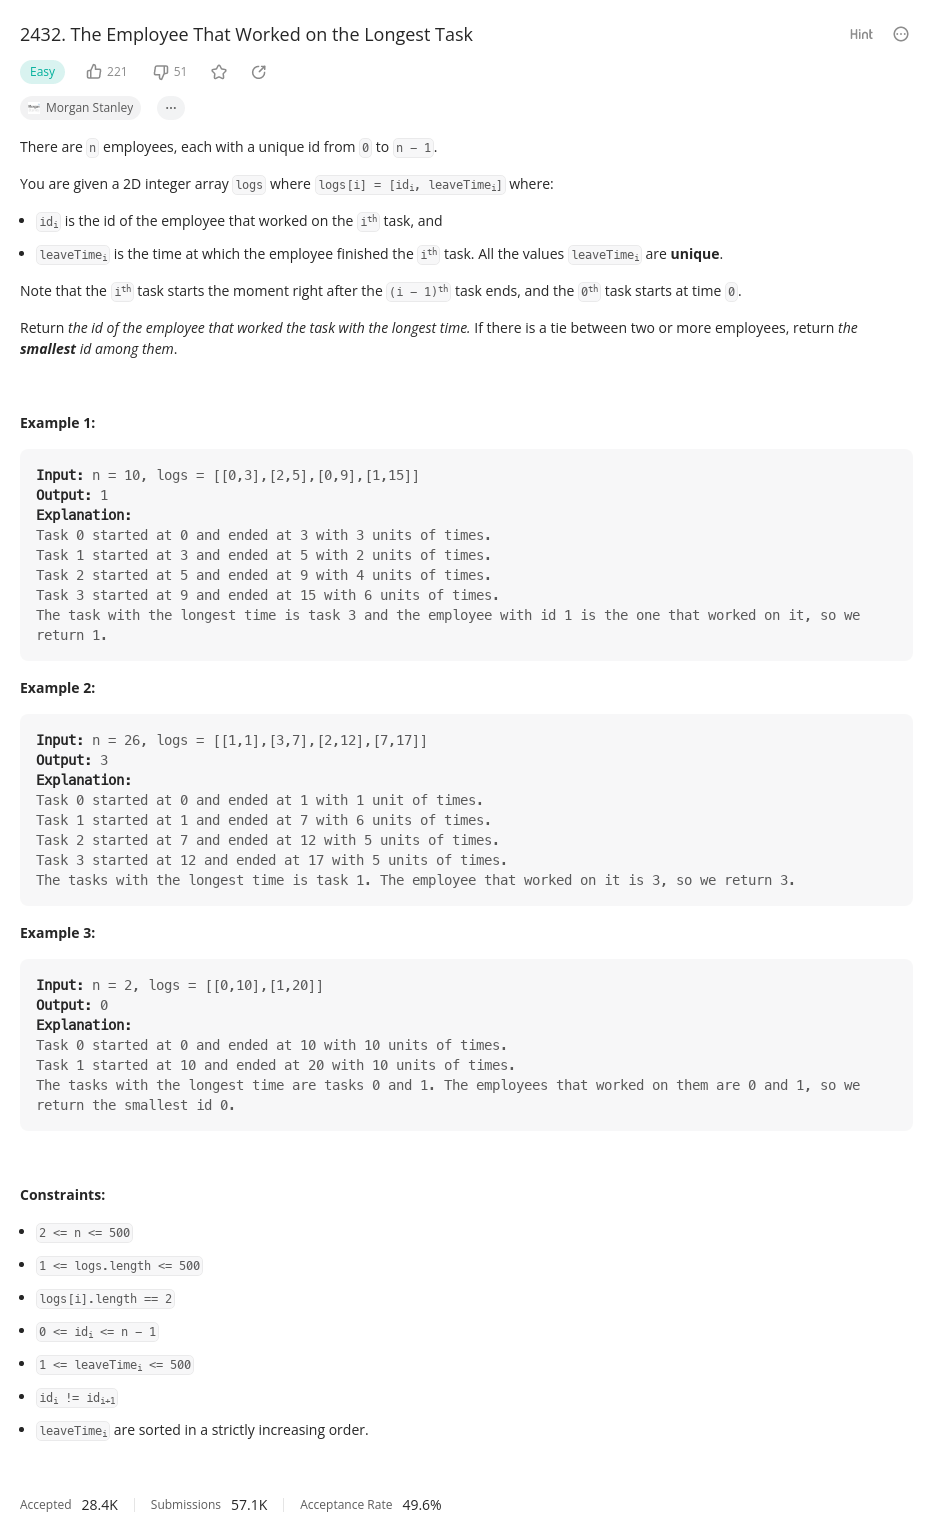 2432. The Employee That Worked on the Longest Task
Hint
Easy 221 51
Morgan Stanley ...
There are n employees, each with a unique id from 0 to n - 1.
You are given a 2D integer array logs where logs[i] = [idᵢ, leaveTimeᵢ] where:
• idᵢ is the id of the employee that worked on the iᵗʰ task, and
• leaveTimeᵢ is the time at which the employee finished the iᵗʰ task. All the values leaveTimeᵢ are unique.
Note that the iᵗʰ task starts the moment right after the (i - 1)ᵗʰ task ends, and the 0ᵗʰ task starts at time 0.
Return the id of the employee that worked the task with the longest time. If there is a tie between two or more employees, return the
smallest id among them.
Example 1:
Input: n = 10, logs = [[0,3],[2,5],[0,9],[1,15]]
Output: 1
Explanation:
Task 0 started at 0 and ended at 3 with 3 units of times.
Task 1 started at 3 and ended at 5 with 2 units of times.
Task 2 started at 5 and ended at 9 with 4 units of times.
Task 3 started at 9 and ended at 15 with 6 units of times.
The task with the longest time is task 3 and the employee with id 1 is the one that worked on it, so we
return 1.
Example 2:
Input: n = 26, logs = [[1,1],[3,7],[2,12],[7,17]]
Output: 3
Explanation:
Task 0 started at 0 and ended at 1 with 1 unit of times.
Task 1 started at 1 and ended at 7 with 6 units of times.
Task 2 started at 7 and ended at 12 with 5 units of times.
Task 3 started at 12 and ended at 17 with 5 units of times.
The tasks with the longest time is task 1. The employee that worked on it is 3, so we return 3.
Example 3:
Input: n = 2, logs = [[0,10],[1,20]]
Output: 0
Explanation:
Task 0 started at 0 and ended at 10 with 10 units of times.
Task 1 started at 10 and ended at 20 with 10 units of times.
The tasks with the longest time are tasks 0 and 1. The employees that worked on them are 0 and 1, so we
return the smallest id 0.
Constraints:
• 2 <= n <= 500
• 1 <= logs.length <= 500
• logs[i].length == 2
• 0 <= idᵢ <= n - 1
• 1 <= leaveTimeᵢ <= 500
• idᵢ != idᵢ₊₁
• leaveTimeᵢ are sorted in a strictly increasing order.
Accepted 28.4K Submissions 57.1K Acceptance Rate 49.6%